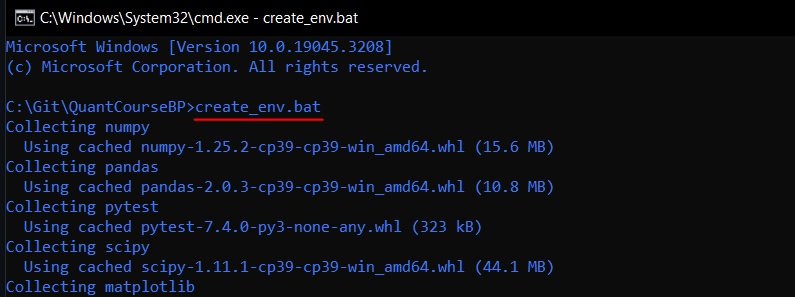 C:\Windows\System32\cmd.exe - create_env.bat
Microsoft Windows [Version 10.0.19045.3208]
(c) Microsoft Corporation. All rights reserved.
C:\Git\QuantCourseBP>create_env.bat
Collecting numpy
  Using cached numpy-1.25.2-cp39-cp39-win_amd64.whl (15.6 MB)
Collecting pandas
  Using cached pandas-2.0.3-cp39-cp39-win_amd64.whl (10.8 MB)
Collecting pytest
  Using cached pytest-7.4.0-py3-none-any.whl (323 kB)
Collecting scipy
  Using cached scipy-1.11.1-cp39-cp39-win_amd64.whl (44.1 MB)
Collecting matplotlib